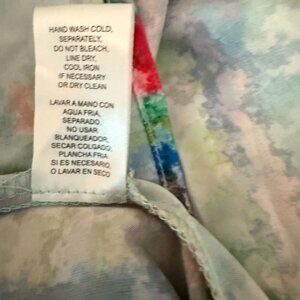 HAND WASH COLD,
SEPARATELY,
DO NOT BLEACH,
LINE DRY,
COOL IRON
IF NECESSARY
OR DRY CLEAN
LAVAR A MANO CON
AGUA FRIA,
SEPARADO,
NO USAR
BLANQUEADOR,
SECAR COLGADO,
PLANCHA FRIA
SI ES NECESARIO,
O LAVAR EN SECO